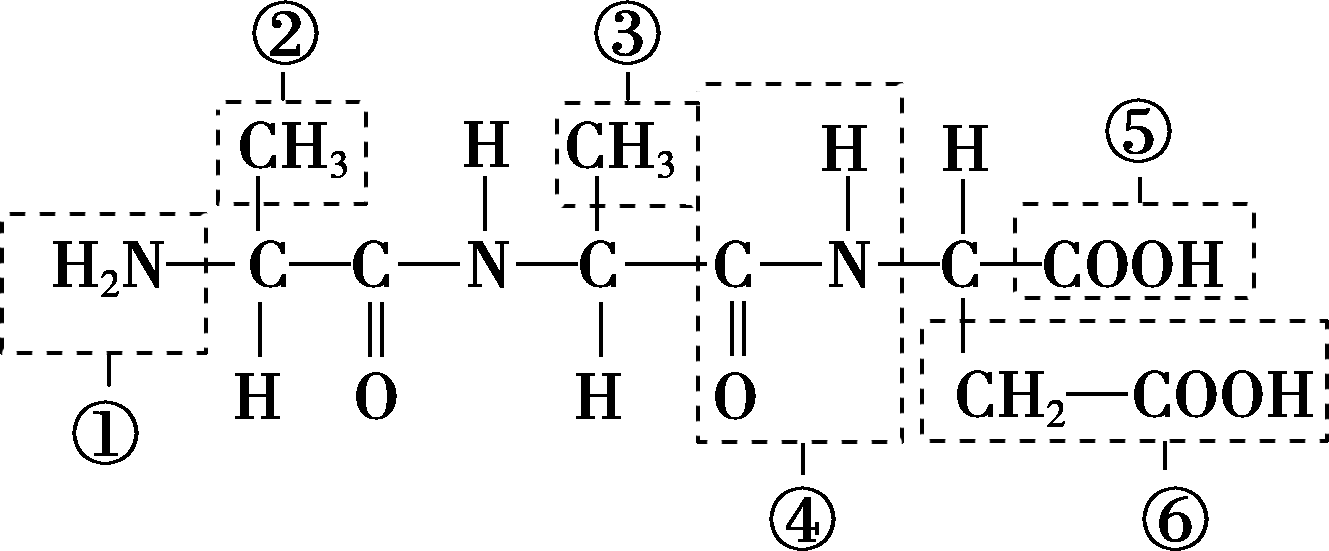 ② ③
CH₃ H CH₃ H H ⑤
H₂N C C N C C N C COOH
H O H O CH₂ COOH
① ④ ⑥